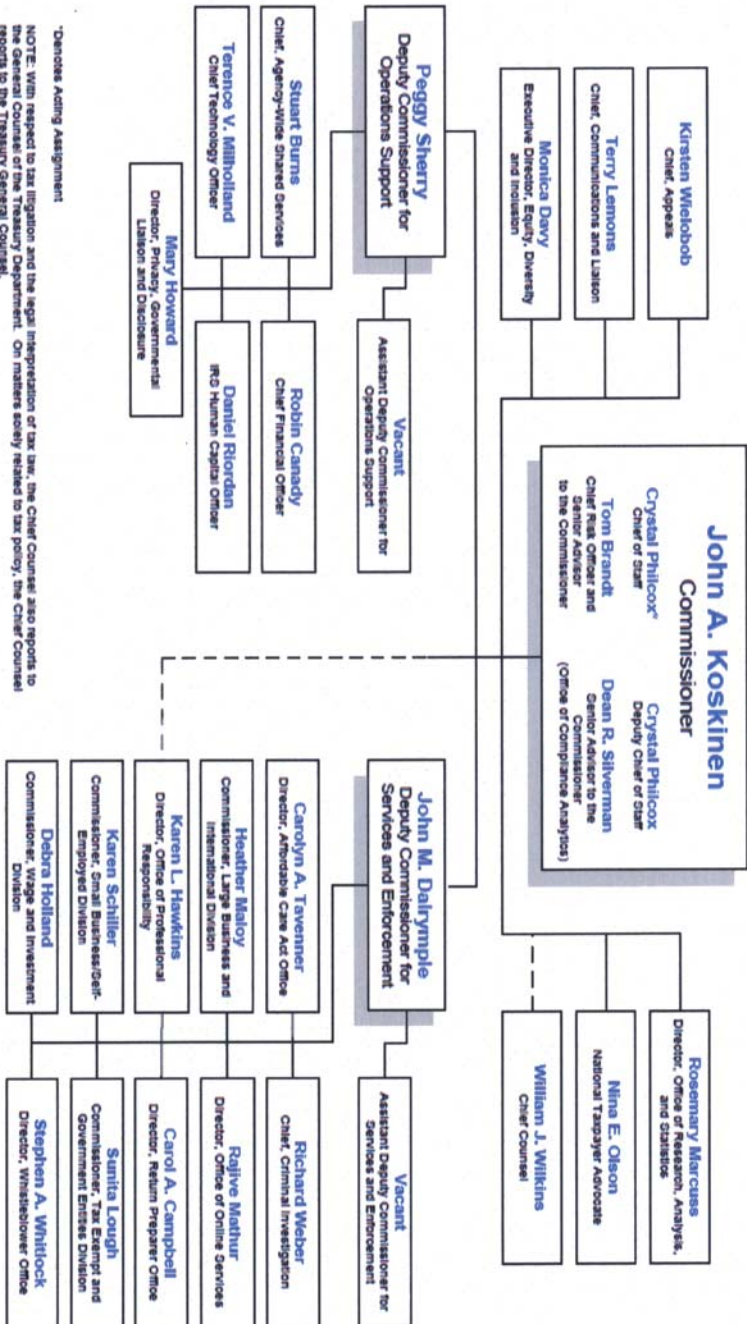 John A. Koskinen
Commissioner
Crystal Philcox*
Chief of Staff
Crystal Philcox
Deputy Chief of Staff
Tom Brandt
Chief Risk Officer and
Senior Advisor
to the Commissioner
Dean R. Silverman
Senior Advisor to the
Commissioner
(Office of Compliance Analytics)
Kirsten Wielobob
Chief, Appeals
Terry Lemons
Chief, Communications and Liaison
Monica Davy
Executive Director, Equity, Diversity
and Inclusion
Rosemary Marcuss
Director, Office of Research, Analysis,
and Statistics
Nina E. Olson
National Taxpayer Advocate
William J. Wilkins
Chief Counsel
Peggy Sherry
Deputy Commissioner for
Operations Support
Vacant
Assistant Deputy Commissioner for
Operations Support
Stuart Burns
Chief, Agency-Wide Shared Services
Robin Canady
Chief Financial Officer
Terence V. Milholland
Chief Technology Officer
Daniel Riordan
IRS Human Capital Officer
Mary Howard
Director, Privacy, Governmental
Liaison and Disclosure
John M. Dalrymple
Deputy Commissioner for
Services and Enforcement
Vacant
Assistant Deputy Commissioner for
Services and Enforcement
Carolyn A. Tavenner
Director, Affordable Care Act Office
Richard Weber
Chief, Criminal Investigation
Heather Maloy
Commissioner, Large Business and
International Division
Rajive Mathur
Director, Office of Online Services
Karen L. Hawkins
Director, Office of Professional
Responsibility
Carol A. Campbell
Director, Return Preparer Office
Karen Schiller
Commissioner, Small Business/Self-
Employed Division
Sunita Lough
Commissioner, Tax Exempt and
Government Entities Division
Debra Holland
Commissioner, Wage and Investment
Division
Stephen A. Whitlock
Director, Whistleblower Office
*Denotes Acting Assignment
NOTE: With respect to tax litigation and the legal interpretation of tax law, the Chief Counsel also reports to
the General Counsel of the Treasury Department. On matters solely related to tax policy, the Chief Counsel
reports to the Treasury General Counsel.